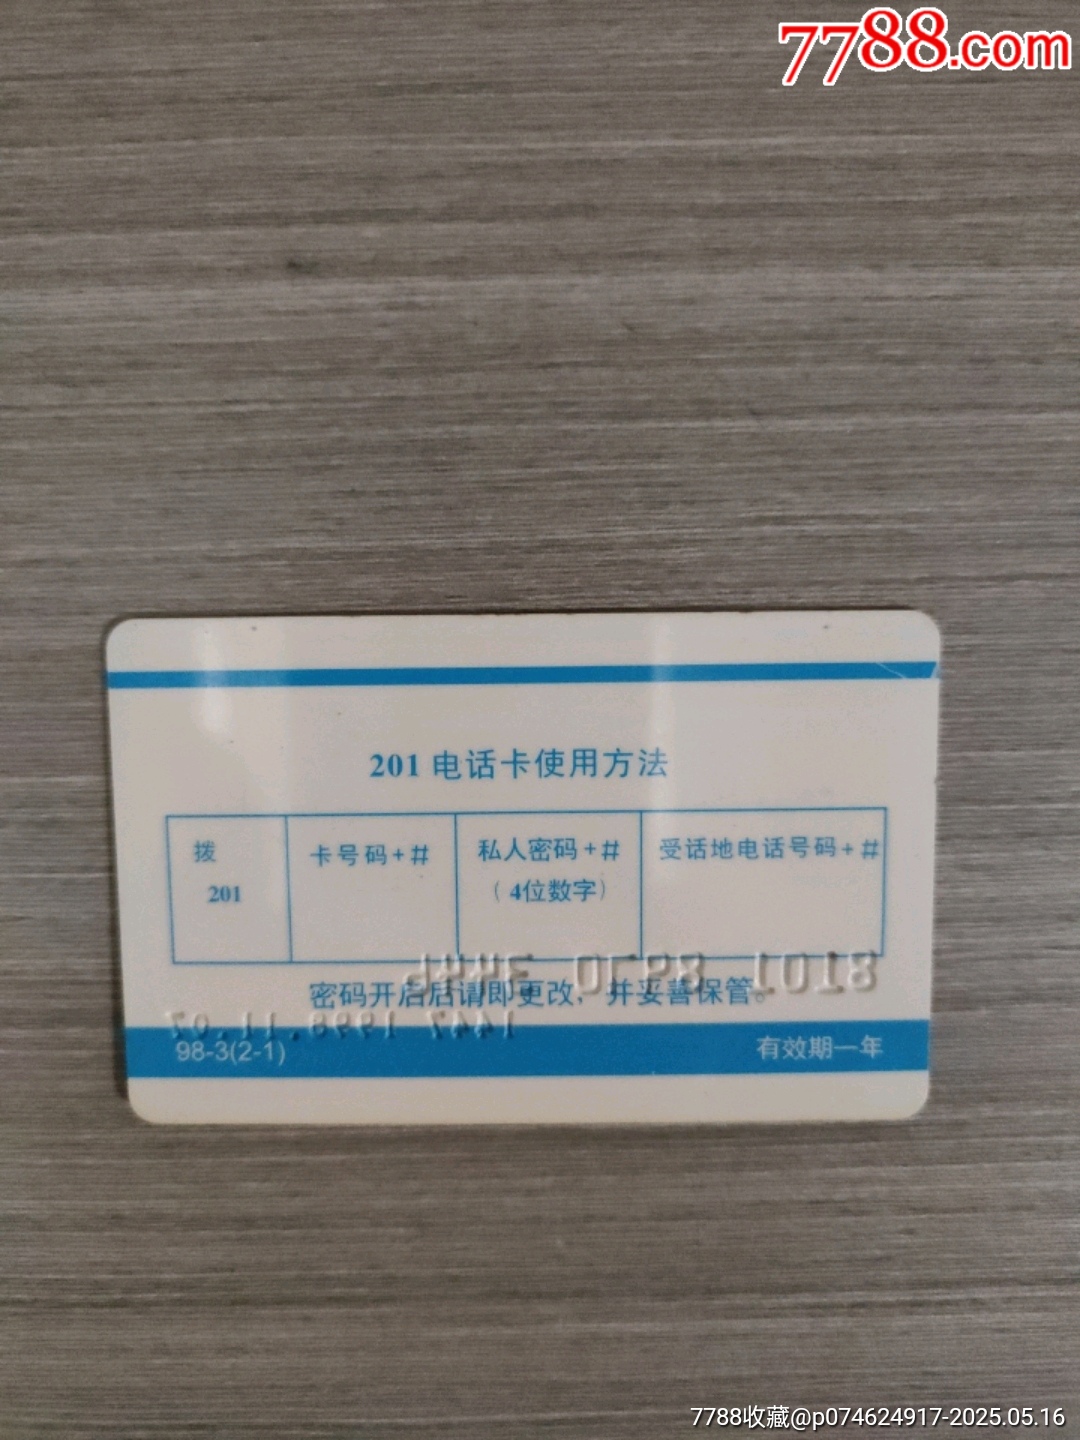 7788.com
201 电话卡使用方法
拨
201
卡号码+#
私人密码+#
(4位数字)
受话地电话号码+#
密码开启后请即更改，并妥善保管。
98-3(2-1)
有效期一年
7788收藏@p074624917-2025.05.16